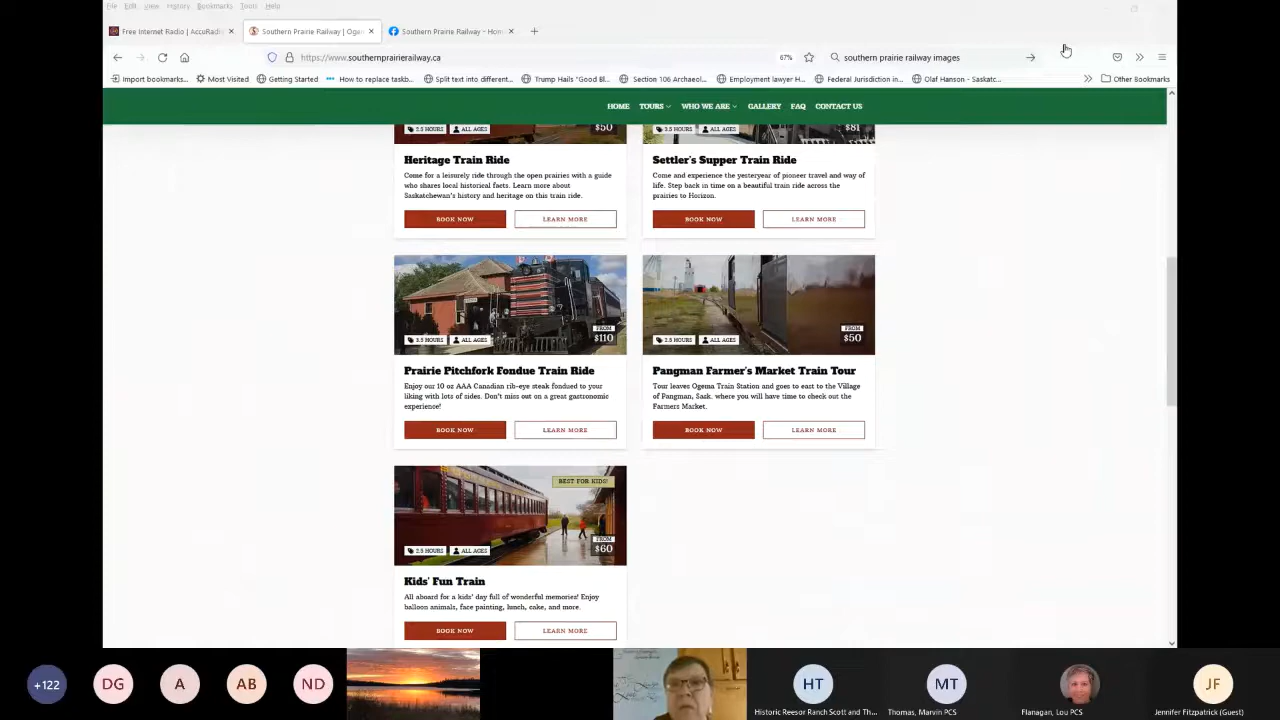 File Edit View History Bookmarks Tools Help
Free Internet Radio | AccuRadi
Southern Prairie Railway | Oge
Southern Prairie Railway - Hom
https://www.southernprairierailway.ca
67%
southern prairie railway images
Import bookmarks... Most Visited Getting Started How to replace taskb... Split text into different... Trump Hails "Good Bl... Section 106 Archaeol... Employment lawyer H... Federal Jurisdiction in... Olaf Hanson - Saskatc... Other Bookmarks
HOME TOURS WHO WE ARE GALLERY FAQ CONTACT US
2.5 HOURS ALL AGES $50
3.5 HOURS ALL AGES $81
Heritage Train Ride
Come for a leisurely ride through the open prairies with a guide
who shares local historical facts. Learn more about
Saskatchewan's history and heritage on this train ride.
BOOK NOW LEARN MORE
Settler's Supper Train Ride
Come and experience the yesteryear of pioneer travel and way of
life. Step back in time on a beautiful train ride across the
prairies to Horizon.
BOOK NOW LEARN MORE
FROM
3.5 HOURS ALL AGES $110
Prairie Pitchfork Fondue Train Ride
Enjoy our 10 oz AAA Canadian rib-eye steak fondued to your
liking with lots of sides. Don't miss out on a great gastronomic
experience!
BOOK NOW LEARN MORE
FROM
2.5 HOURS ALL AGES $50
Pangman Farmer's Market Train Tour
Tour leaves Ogema Train Station and goes to east to the Village
of Pangman, Sask. where you will have time to check out the
Farmers Market.
BOOK NOW LEARN MORE
BEST FOR KIDS!
FROM
2.5 HOURS ALL AGES $60
Kids' Fun Train
All aboard for a kids' day full of wonderful memories! Enjoy
balloon animals, face painting, lunch, cake, and more.
BOOK NOW LEARN MORE
+122 DG A AB ND HT MT JF
Historic Reesor Ranch Scott and Th... Thomas, Marvin PCS Flanagan, Lou PCS Jennifer Fitzpatrick (Guest)